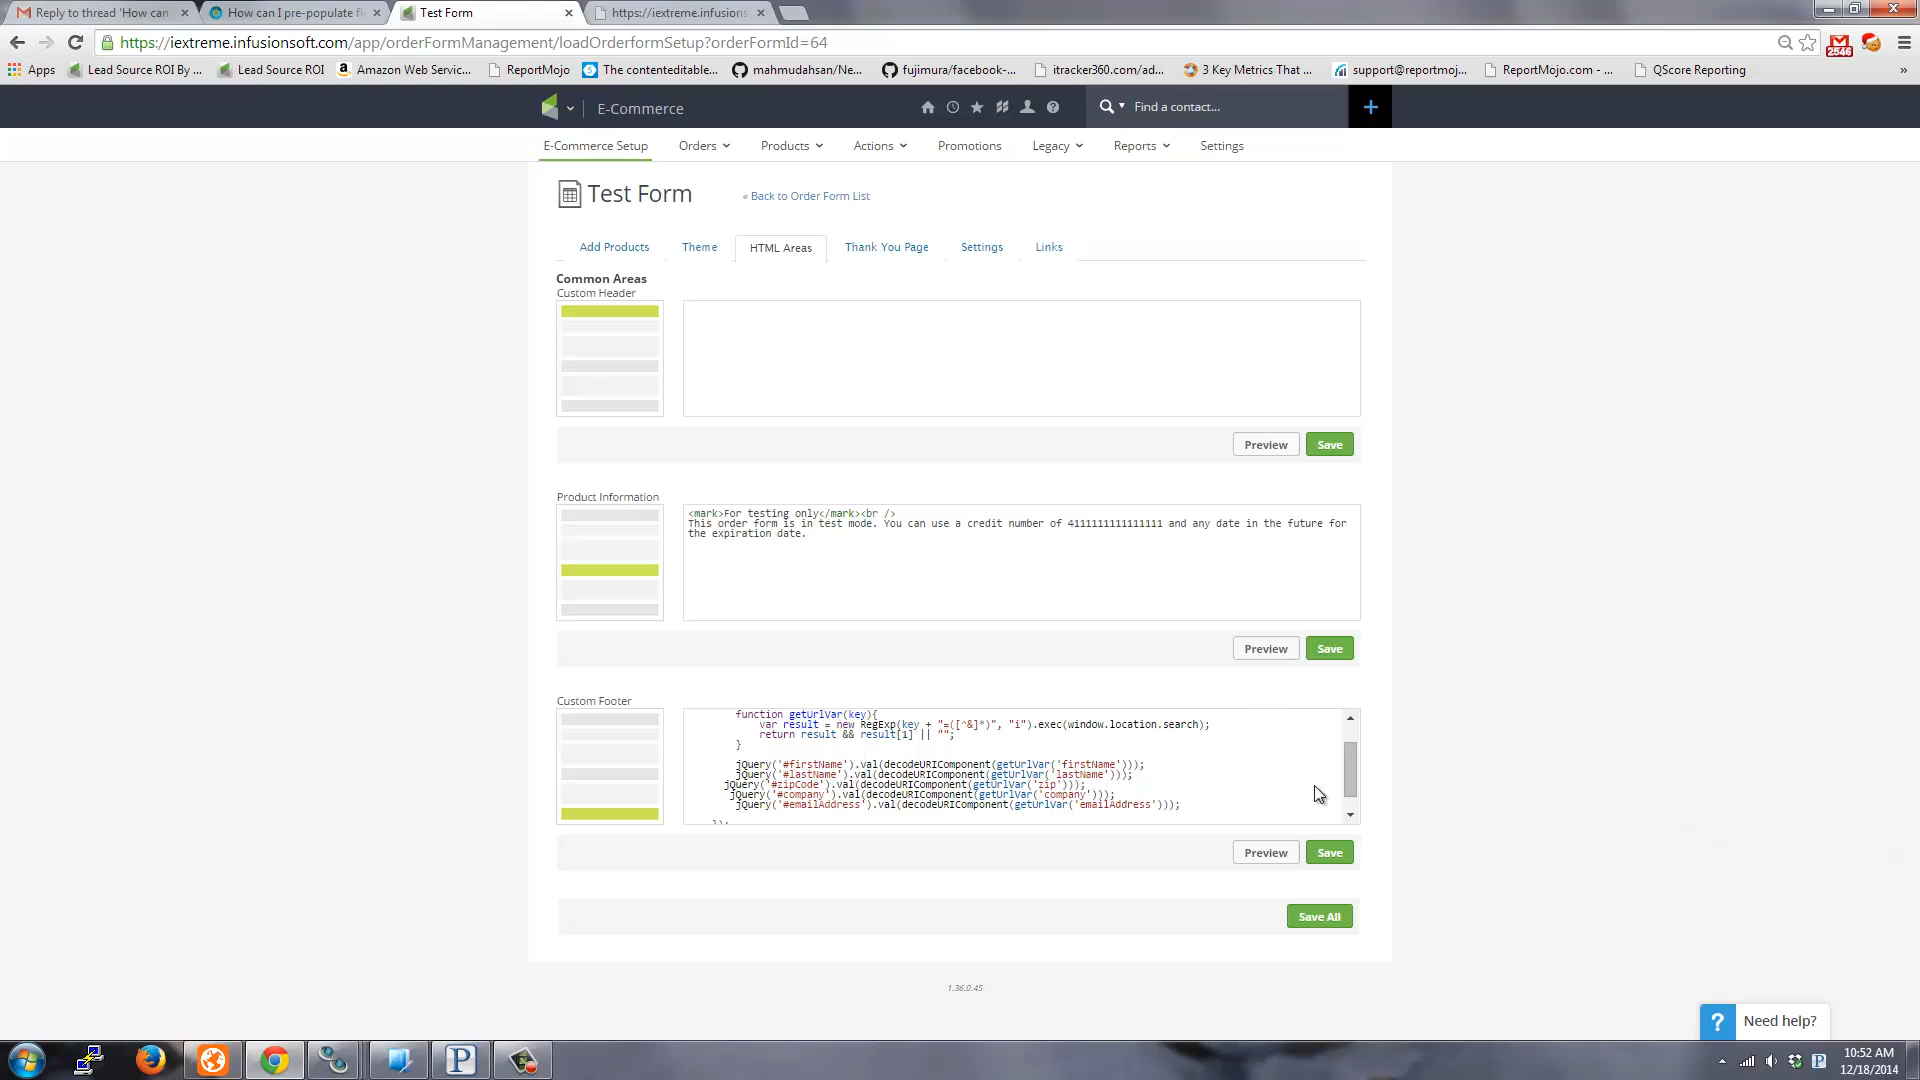 Reply to thread 'How can
How can I pre-populate fi
Test Form
https://iextreme.infusions
https://iextreme.infusionsoft.com/app/orderFormManagement/loadOrderformSetup?orderFormId=64
2546
Apps
Lead Source ROI By ...
Lead Source ROI
Amazon Web Servic...
ReportMojo
The contenteditable...
mahmudahsan/Ne...
fujimura/facebook-...
itracker360.com/ad...
3 Key Metrics That ...
support@reportmoj...
ReportMojo.com - ...
QScore Reporting
»
E-Commerce
Find a contact...
E-Commerce Setup
Orders
Products
Actions
Promotions
Legacy
Reports
Settings
Test Form
« Back to Order Form List
Add Products
Theme
HTML Areas
Thank You Page
Settings
Links
Common Areas
Custom Header
Preview
Save
Product Information
<mark>For testing only</mark><br />
This order form is in test mode. You can use a credit number of 4111111111111111 and any date in the future for
the expiration date.
Preview
Save
Custom Footer
function getUrlVar(key){
var result = new RegExp(key + "=([^&]*)", "i").exec(window.location.search);
return result && result[1] || "";
}
jQuery('#firstName').val(decodeURIComponent(getUrlVar('firstName')));
jQuery('#lastName').val(decodeURIComponent(getUrlVar('lastName')));
jQuery('#zipCode').val(decodeURIComponent(getUrlVar('zip')));
jQuery('#company').val(decodeURIComponent(getUrlVar('company')));
jQuery('#emailAddress').val(decodeURIComponent(getUrlVar('emailAddress')));
});
Preview
Save
Save All
1.36.0.45
? Need help?
10:52 AM
12/18/2014